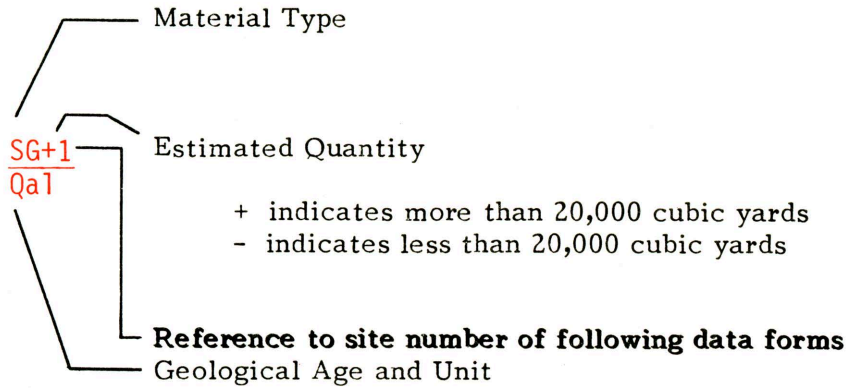 Material Type
SG+1
Qal
Estimated Quantity
+ indicates more than 20,000 cubic yards
- indicates less than 20,000 cubic yards
Reference to site number of following data forms
Geological Age and Unit